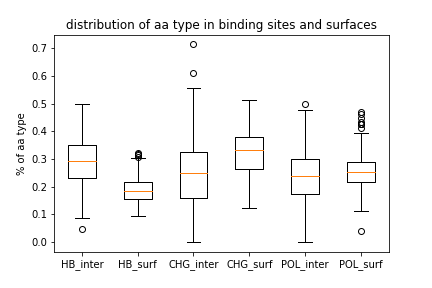 distribution of aa type in binding sites and surfaces
% of aa type
0.7
0.6
0.5
0.4
0.3
0.2
0.1
0.0
HB_inter HB_surf CHG_inter CHG_surf POL_inter POL_surf